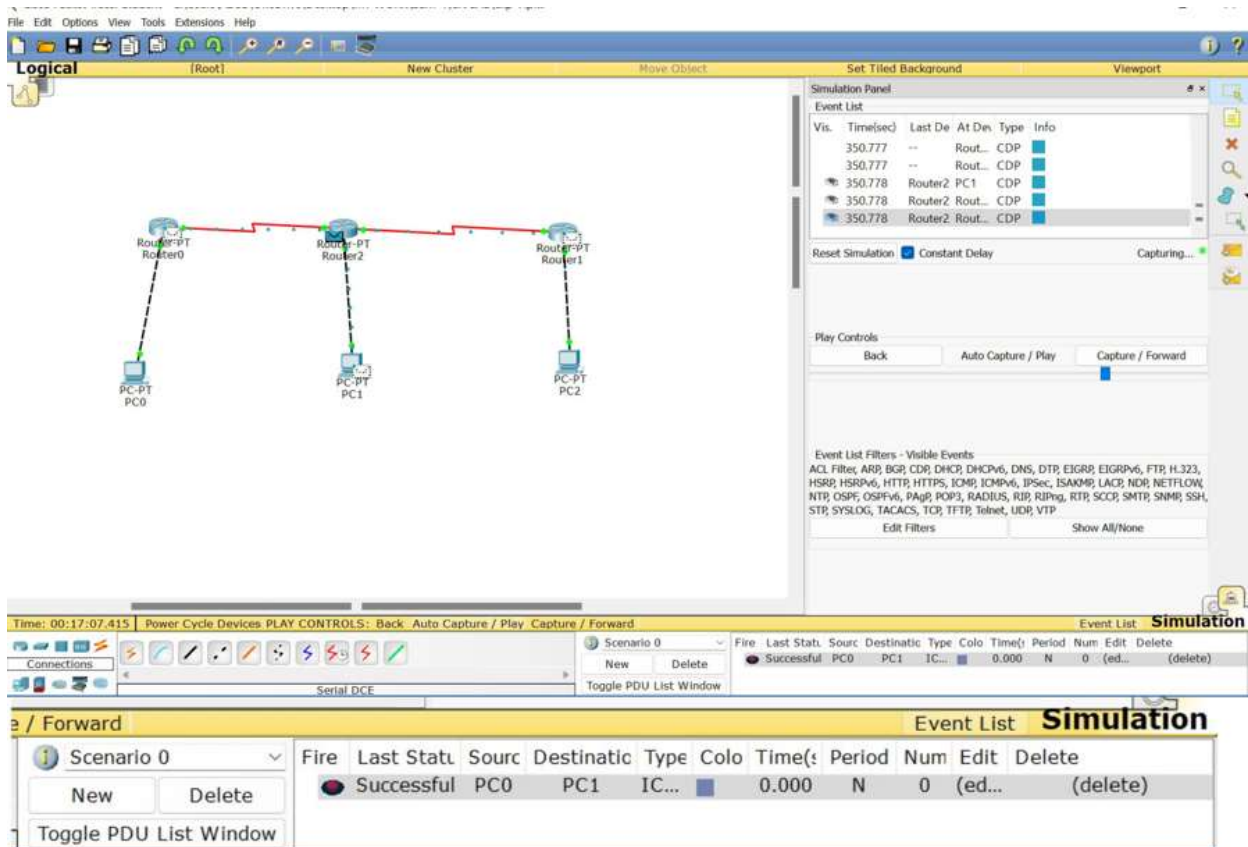 File Edit Options View Tools Extensions Help
Logical [Root] New Cluster Move Object Set Tiled Background Viewport
Simulation Panel
Event List
Vis. Time(sec) Last De At Dev Type Info
350.777 -- Rout... CDP
350.777 -- Rout... CDP
350.778 Router2 PC1 CDP
350.778 Router2 Rout... CDP
350.778 Router2 Rout... CDP
Reset Simulation Constant Delay Capturing...
Play Controls
Back Auto Capture / Play Capture / Forward
Event List Filters - Visible Events
ACL Filter, ARP, BGP, CDP, DHCP, DHCPv6, DNS, DTP, EIGRP, EIGRPv6, FTP, H.323,
HSRP, HSRPv6, HTTP, HTTPS, ICMP, ICMPv6, IPSec, ISAKMP, LACP, NDP, NETFLOW,
NTP, OSPF, OSPFv6, PAgP, POP3, RADIUS, RIP, RIPng, RTP, SCCP, SMTP, SNMP, SSH,
STP, SYSLOG, TACACS, TCP, TFTP, Telnet, UDP, VTP
Edit Filters Show All/None
Router-PT
Router0
Router-PT
Router2
Router-PT
Router1
PC-PT
PC0
PC-PT
PC1
PC-PT
PC2
Time: 00:17:07.415 Power Cycle Devices PLAY CONTROLS: Back Auto Capture / Play Capture / Forward Event List Simulation
Connections
Serial DCE
Scenario 0
New Delete
Toggle PDU List Window
Fire Last Statu Sourc Destinatic Type Colo Time(s Period Num Edit Delete
Successful PC0 PC1 IC... 0.000 N 0 (ed... (delete)
e / Forward Event List Simulation
Scenario 0
New Delete
Toggle PDU List Window
Fire Last Statu Sourc Destinatic Type Colo Time(s Period Num Edit Delete
Successful PC0 PC1 IC... 0.000 N 0 (ed... (delete)